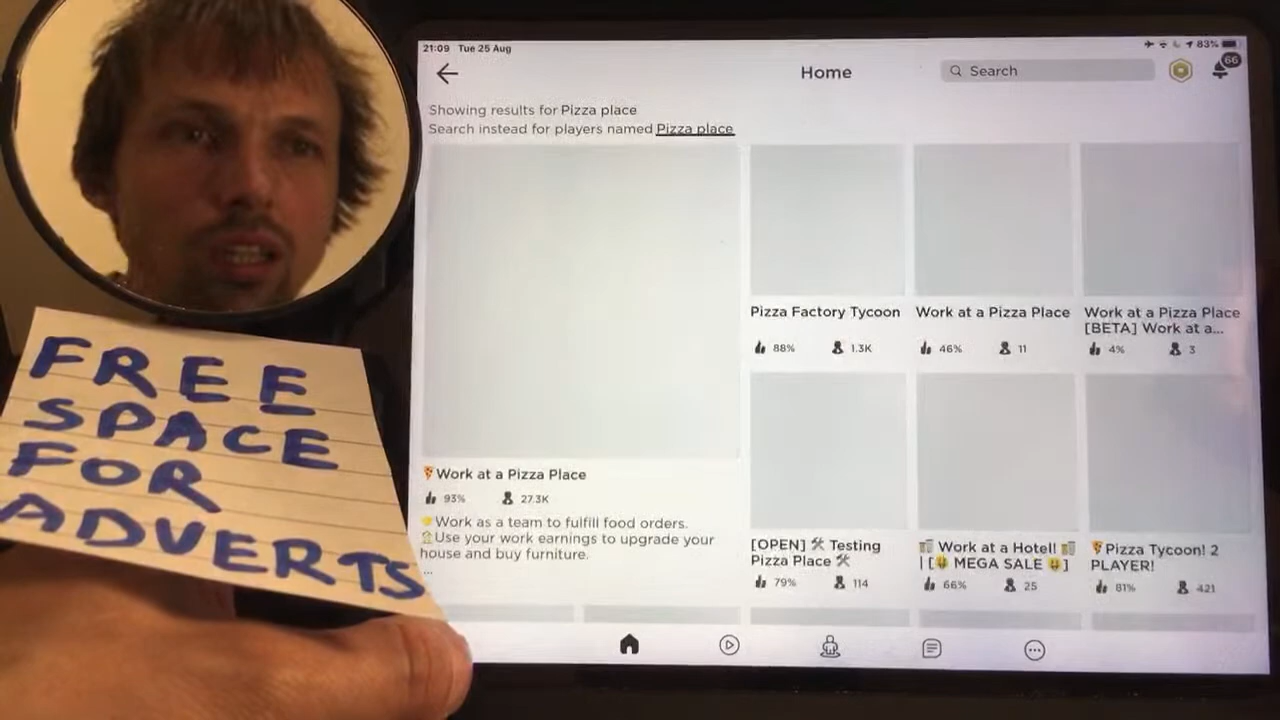 FREE
SPACE
FOR
ADVERTS
21:09 Tue 25 Aug
83%
Home
Search
66
Showing results for Pizza place
Search instead for players named Pizza place
Pizza Factory Tycoon
88% 1.3K
Work at a Pizza Place
46% 11
Work at a Pizza Place
[BETA] Work at a...
4% 3
🍕Work at a Pizza Place
93% 27.3K
⭐Work as a team to fulfill food orders.
🏠Use your work earnings to upgrade your
house and buy furniture.
...
[OPEN] 🛠 Testing
Pizza Place 🛠
79% 114
🏨 Work at a Hotel! 🏨
| [🤑 MEGA SALE 🤑]
66% 25
🍕Pizza Tycoon! 2
PLAYER!
81% 421